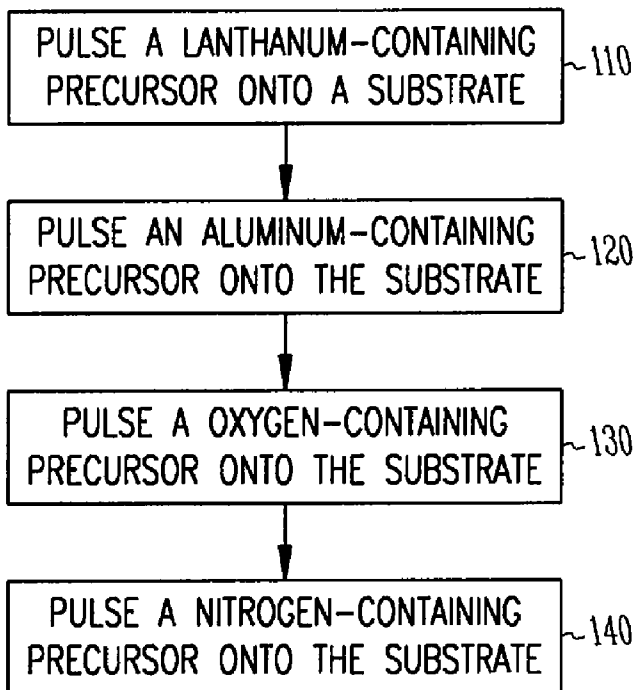 PULSE A LANTHANUM-CONTAINING
PRECURSOR ONTO A SUBSTRATE
110
PULSE AN ALUMINUM-CONTAINING
PRECURSOR ONTO THE SUBSTRATE
120
PULSE A OXYGEN-CONTAINING
PRECURSOR ONTO THE SUBSTRATE
130
PULSE A NITROGEN-CONTAINING
PRECURSOR ONTO THE SUBSTRATE
140